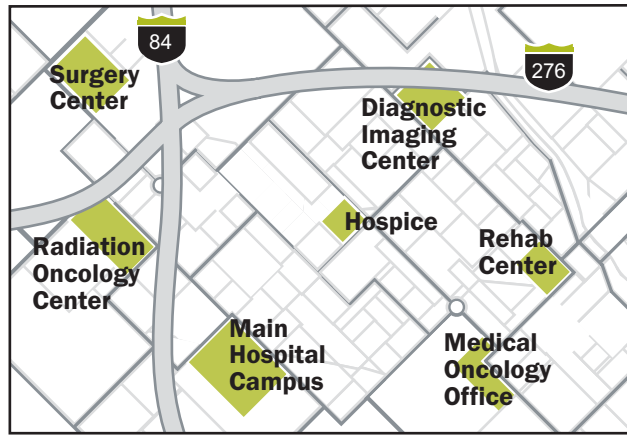 84
276
Surgery
Center
Diagnostic
Imaging
Center
Hospice
Radiation
Oncology
Center
Rehab
Center
Main
Hospital
Campus
Medical
Oncology
Office